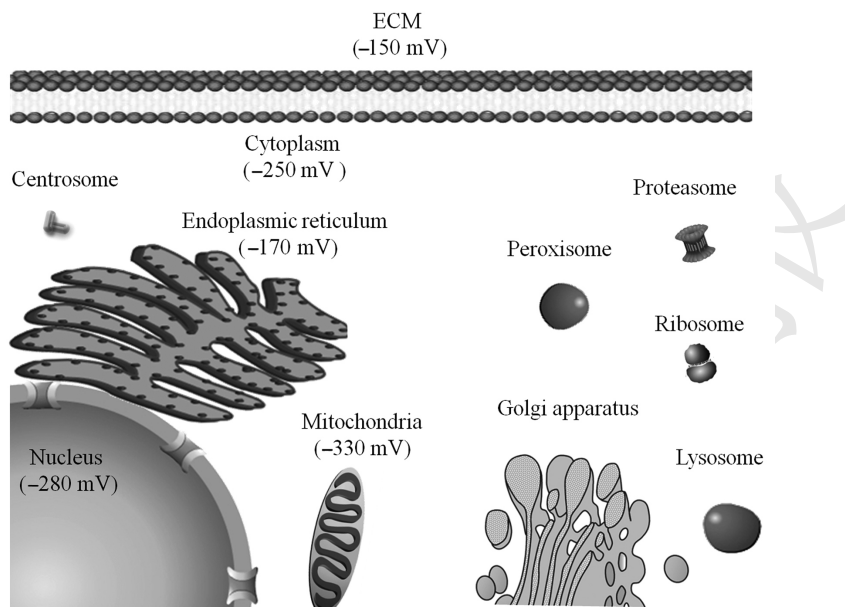 ECM
(–150 mV)
Cytoplasm
(–250 mV )
Centrosome
Proteasome
Endoplasmic reticulum
(–170 mV)
Peroxisome
Ribosome
Golgi apparatus
Mitochondria
(–330 mV)
Nucleus
(–280 mV)
Lysosome